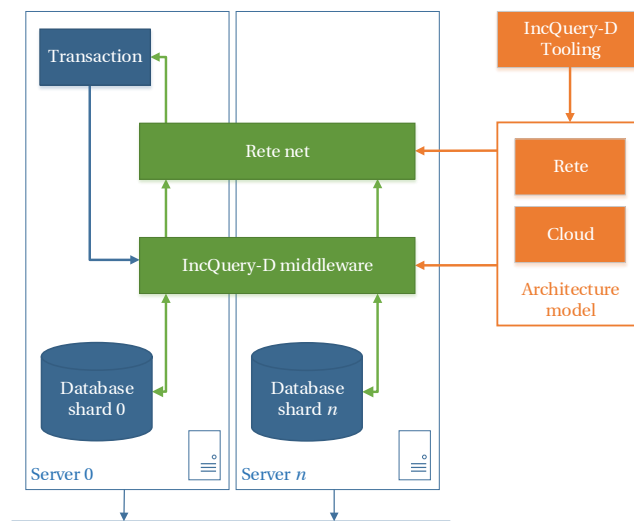 Transaction
IncQuery-D
Tooling
Rete net
Rete
Cloud
IncQuery-D middleware
Architecture
model
Database
shard 0
Database
shard n
Server 0
Server n